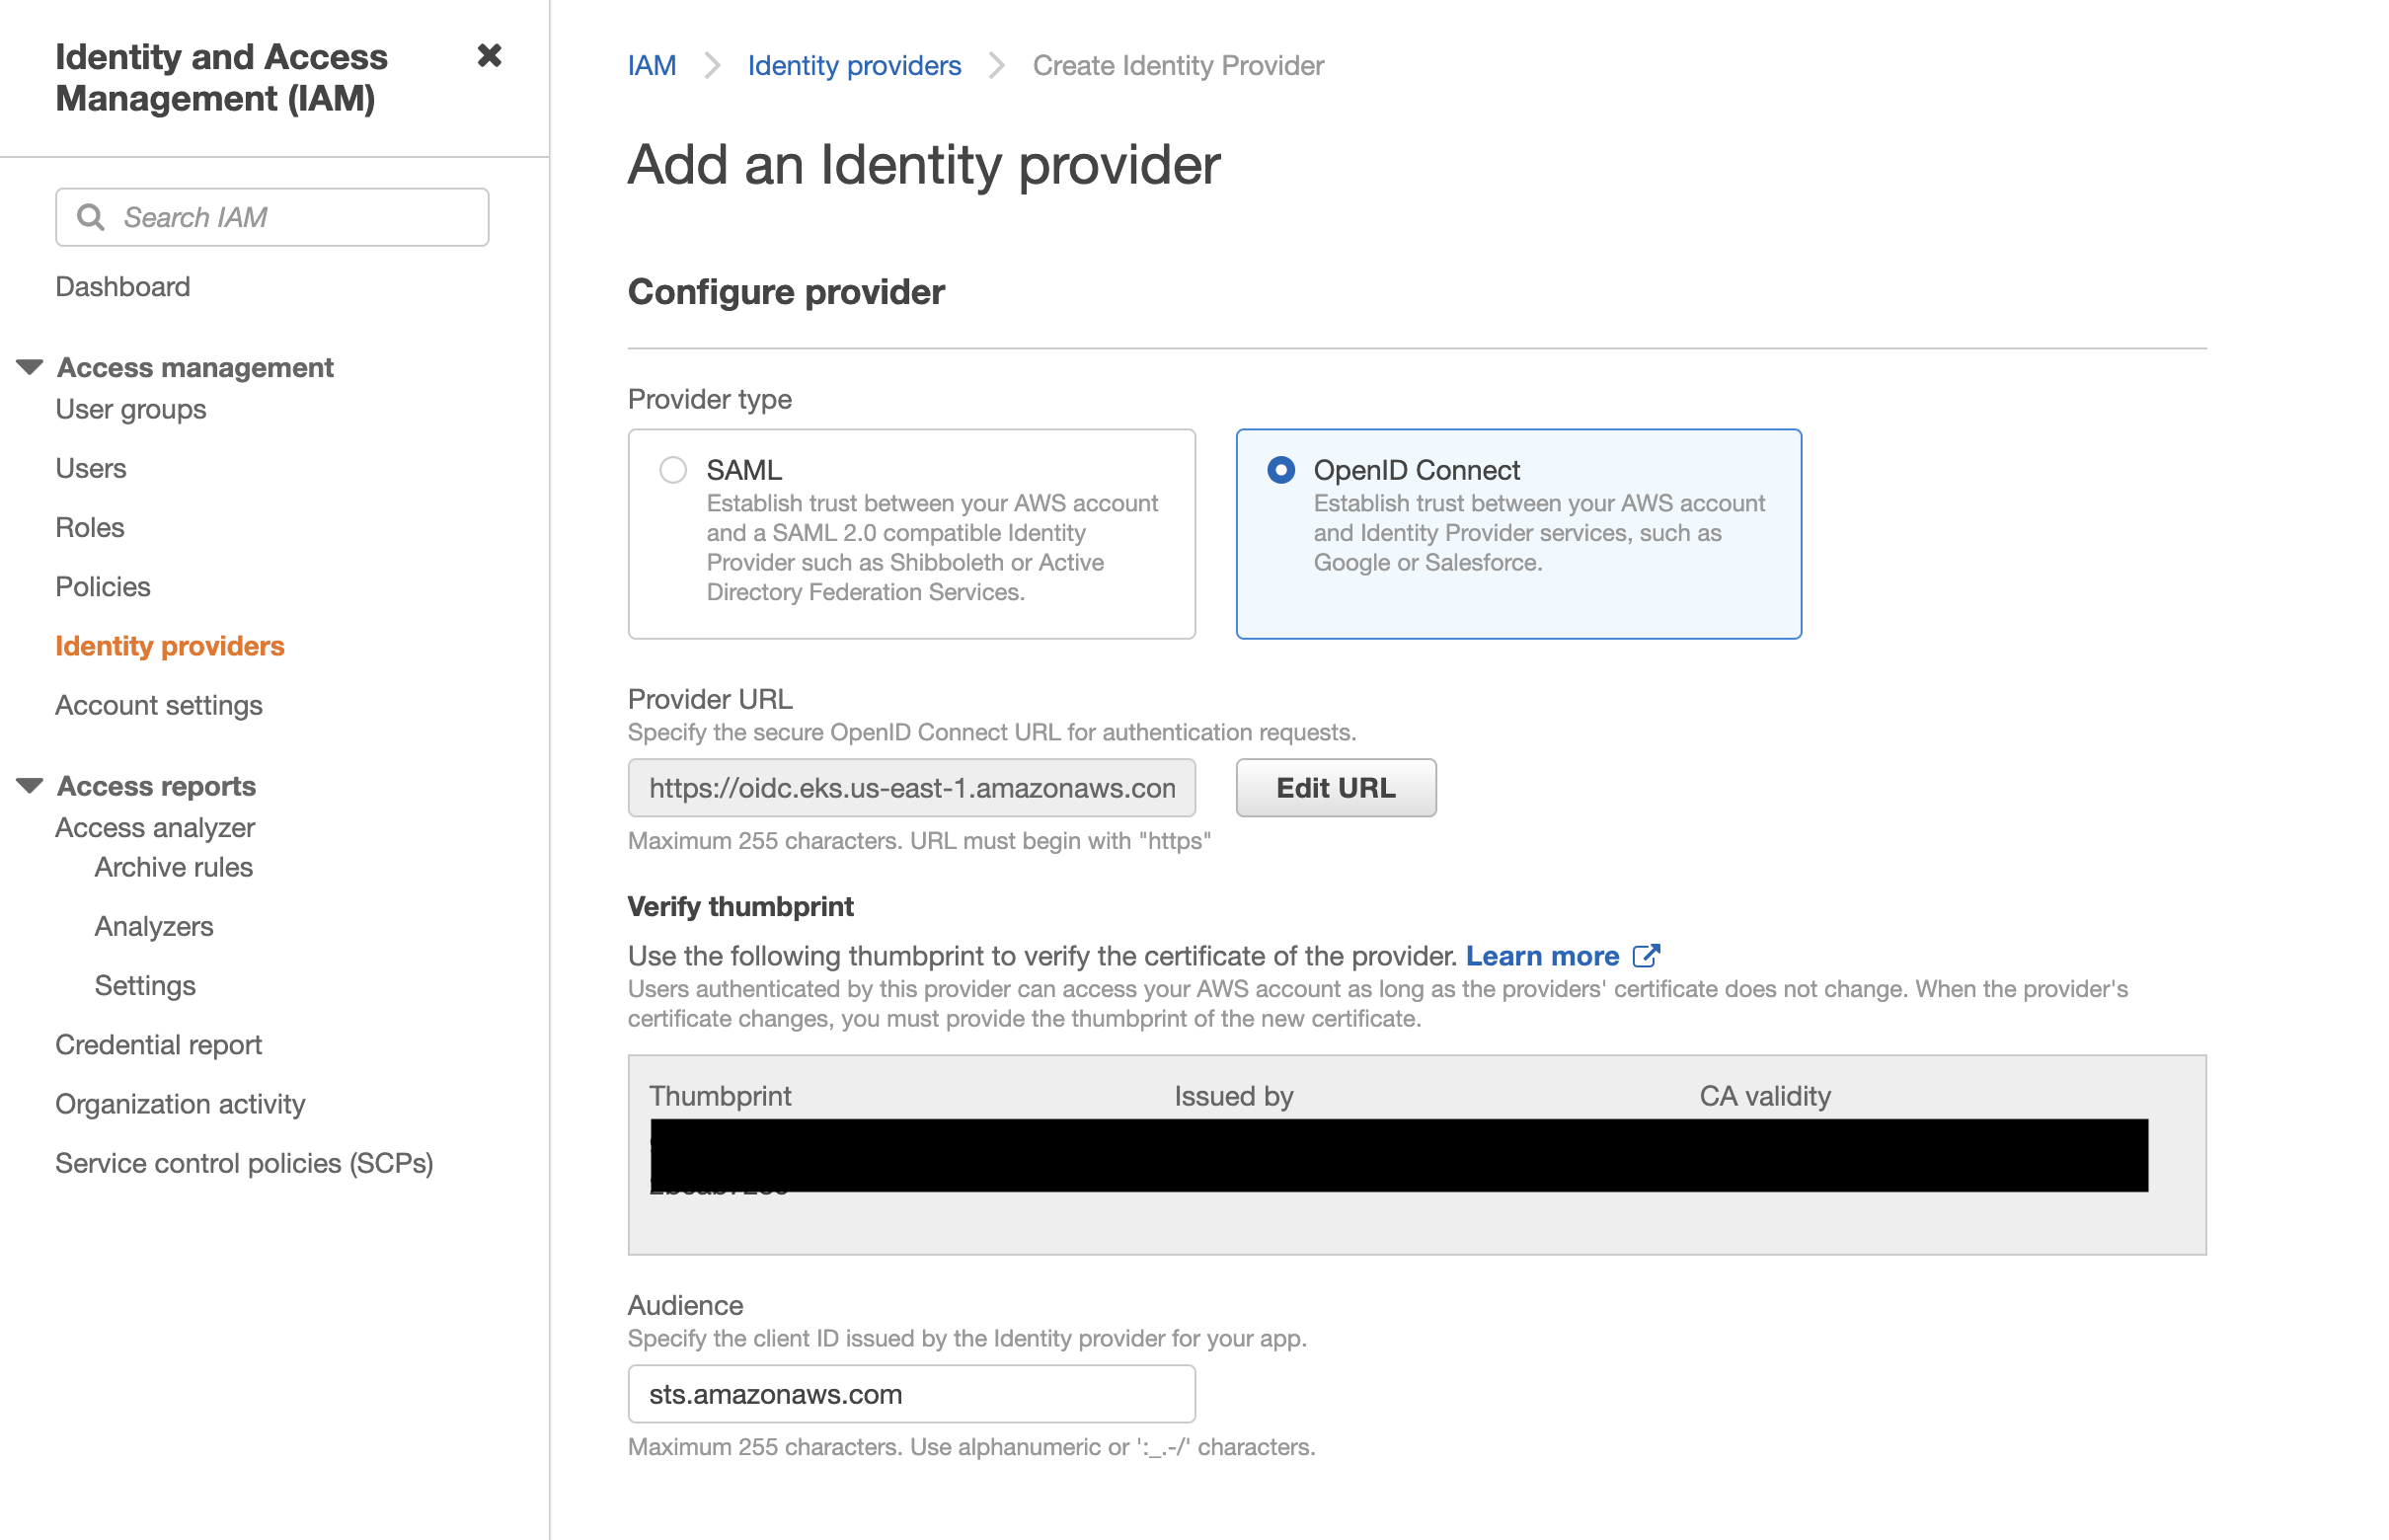 Identity and Access
Management (IAM)
Search IAM
Dashboard
Access management
User groups
Users
Roles
Policies
Identity providers
Account settings
Access reports
Access analyzer
Archive rules
Analyzers
Settings
Credential report
Organization activity
Service control policies (SCPs)
IAM > Identity providers > Create Identity Provider
Add an Identity provider
Configure provider
Provider type
SAML
Establish trust between your AWS account
and a SAML 2.0 compatible Identity
Provider such as Shibboleth or Active
Directory Federation Services.
OpenID Connect
Establish trust between your AWS account
and Identity Provider services, such as
Google or Salesforce.
Provider URL
Specify the secure OpenID Connect URL for authentication requests.
https://oidc.eks.us-east-1.amazonaws.con
Edit URL
Maximum 255 characters. URL must begin with "https"
Verify thumbprint
Use the following thumbprint to verify the certificate of the provider. Learn more
Users authenticated by this provider can access your AWS account as long as the providers' certificate does not change. When the provider's
certificate changes, you must provide the thumbprint of the new certificate.
Thumbprint Issued by CA validity
Audience
Specify the client ID issued by the Identity provider for your app.
sts.amazonaws.com
Maximum 255 characters. Use alphanumeric or ':_.-/' characters.